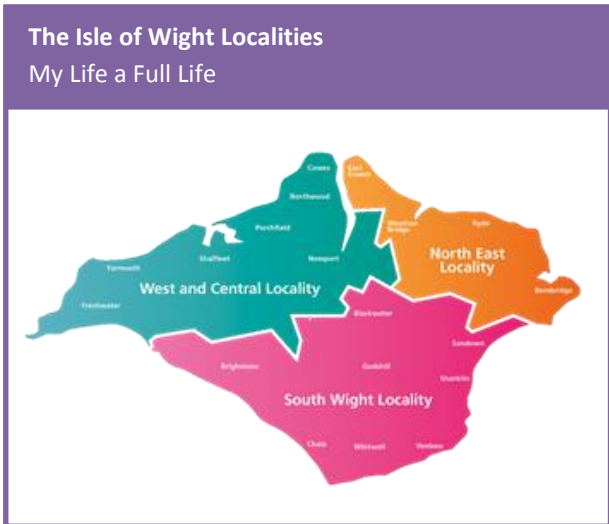 The Isle of Wight Localities
My Life a Full Life
Cowes
East
Cowes
Northwood
Ryde
Wootton
Bridge
Porchfield
Shalfleet
Newport
North East
Locality
Yarmouth
West and Central Locality
Bembridge
Freshwater
Blackwater
Sandown
Brighstone
Godshill
Shanklin
South Wight Locality
Chale
Whitwell
Ventnor